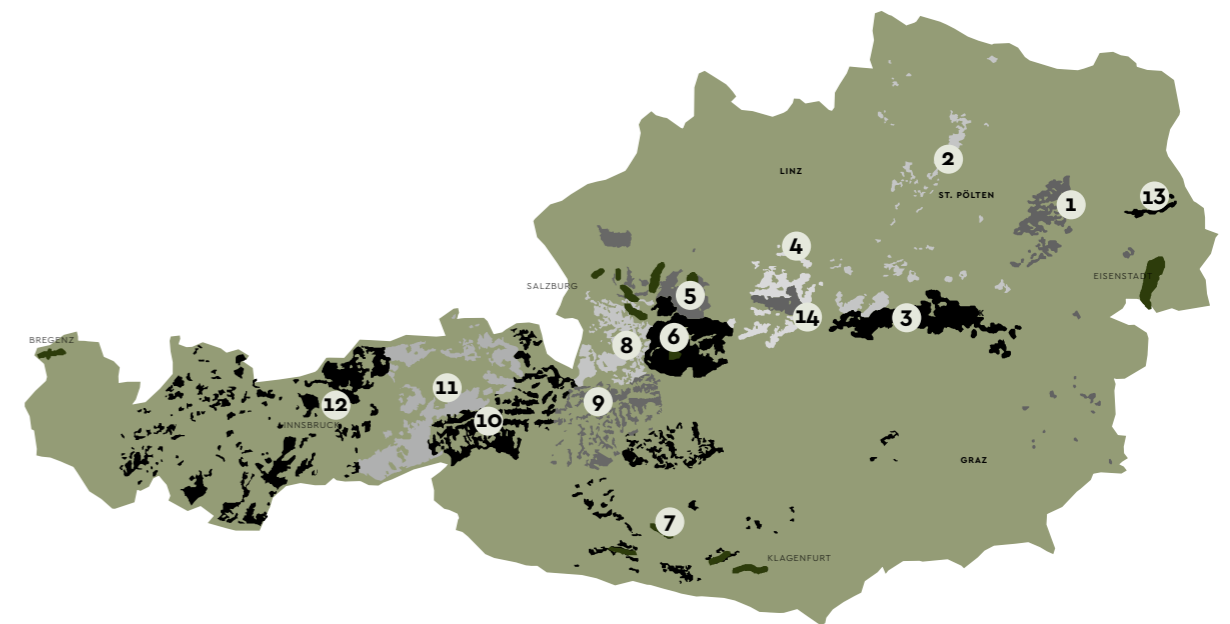 2
LINZ
ST. PÖLTEN
1
13
4
EISENSTADT
SALZBURG
5
14
3
BREGENZ
6
8
11
9
12
10
INNSBRUCK
GRAZ
7
KLAGENFURT